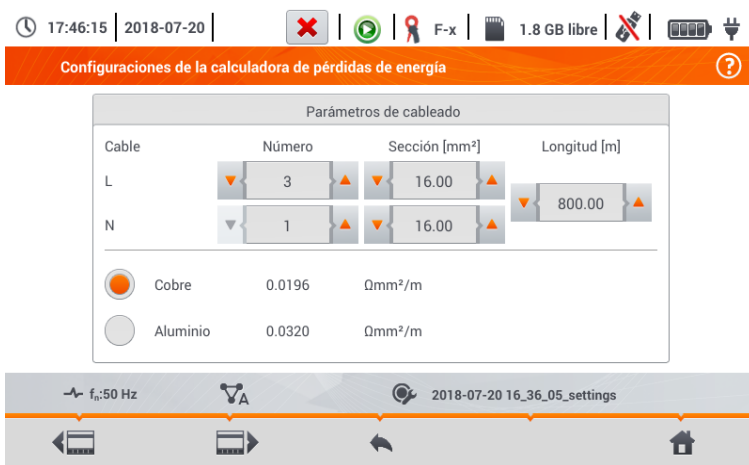 17:46:15 2018-07-20 F-x 1.8 GB libre
Configuraciones de la calculadora de pérdidas de energía ?
Parámetros de cableado
Cable Número Sección [mm²] Longitud [m]
L 3 16.00
800.00
N 1 16.00
Cobre 0.0196 Ωmm²/m
Aluminio 0.0320 Ωmm²/m
fₙ:50 Hz A 2018-07-20 16_36_05_settings